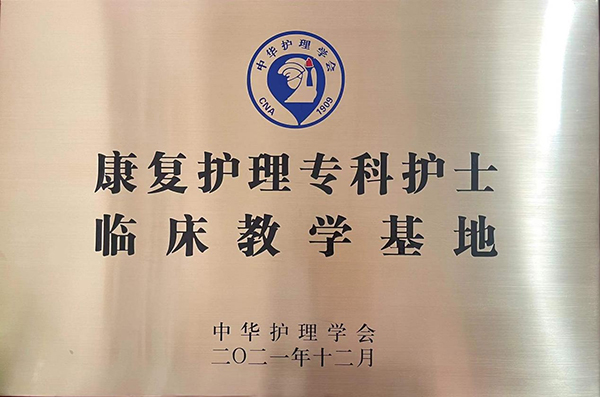 中华护理学会
CNA 1909
康复护理专科护士
临床教学基地
中华护理学会
二〇二一年十二月